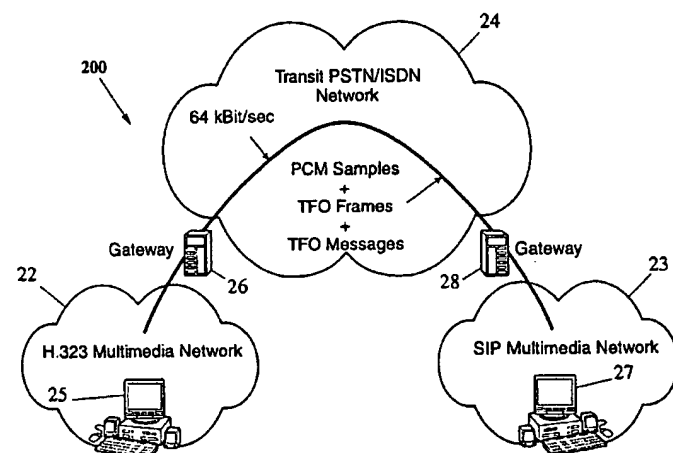 24
200
Transit PSTN/ISDN
Network
64 kBit/sec
PCM Samples
+
TFO Frames
+
TFO Messages
Gateway
26
28
Gateway
22
23
H.323 Multimedia Network
25
SIP Multimedia Network
27